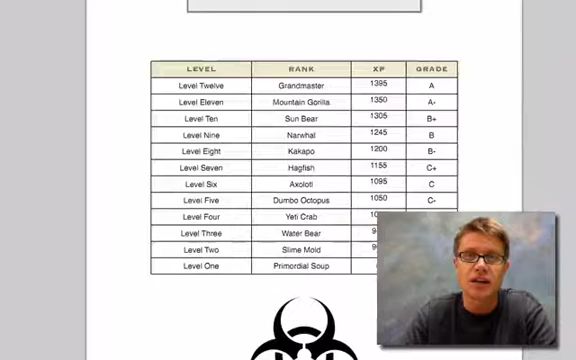 LEVEL RANK XP GRADE
Level Twelve Grandmaster 1395 A
Level Eleven Mountain Gorilla 1350 A-
Level Ten Sun Bear 1305 B+
Level Nine Narwhal 1245 B
Level Eight Kakapo 1200 B-
Level Seven Hagfish 1155 C+
Level Six Axolotl 1095 C
Level Five Dumbo Octopus 1050 C-
Level Four Yeti Crab
Level Three Water Bear
Level Two Slime Mold
Level One Primordial Soup